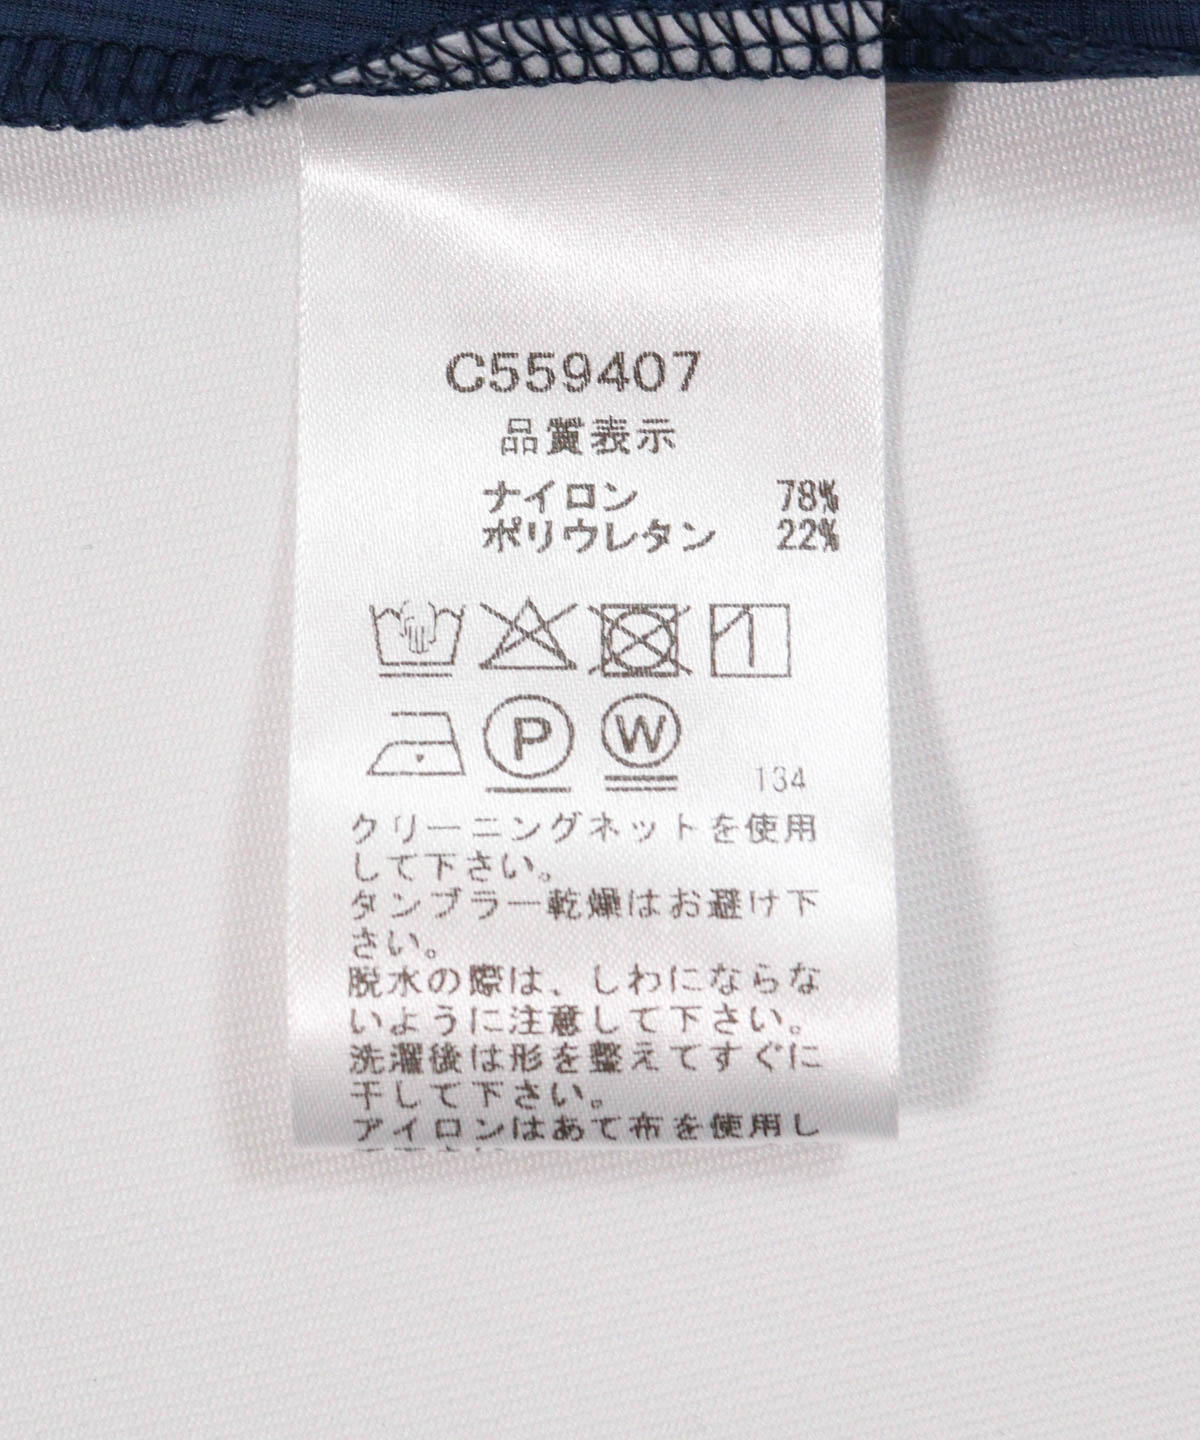 C559407
品質表示
ナイロン 78%
ポリウレタン 22%
P W 134
クリーニングネットを使用
して下さい。
タンブラー乾燥はお避け下
さい。
脱水の際は、しわにならな
いように注意して下さい。
洗濯後は形を整えてすぐに
干して下さい。
アイロンはあて布を使用し